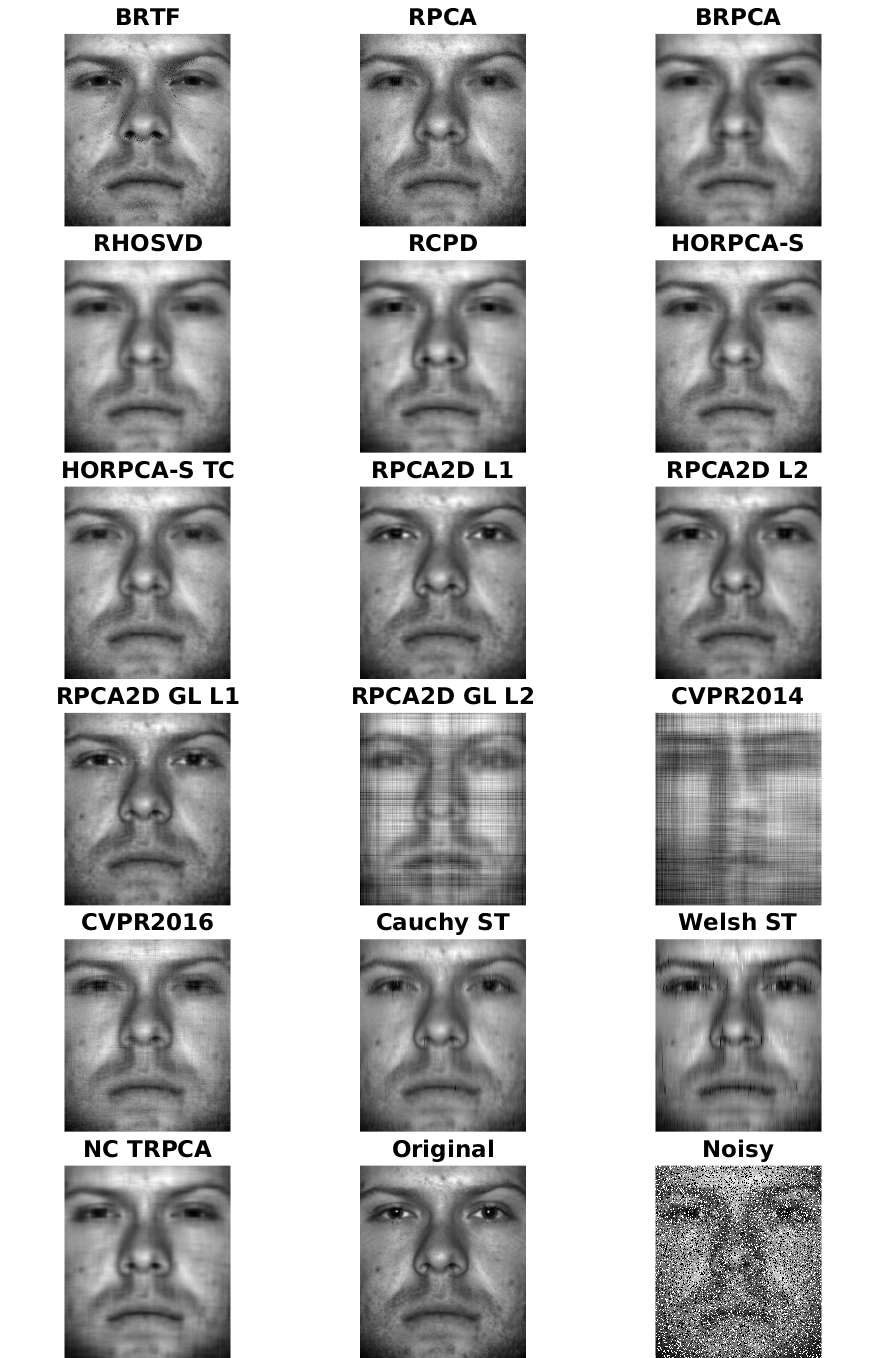 BRTF RPCA BRPCA
RHOSVD RCPD HORPCA-S
HORPCA-S TC RPCA2D L1 RPCA2D L2
RPCA2D GL L1 RPCA2D GL L2 CVPR2014
CVPR2016 Cauchy ST Welsh ST
NC TRPCA Original Noisy